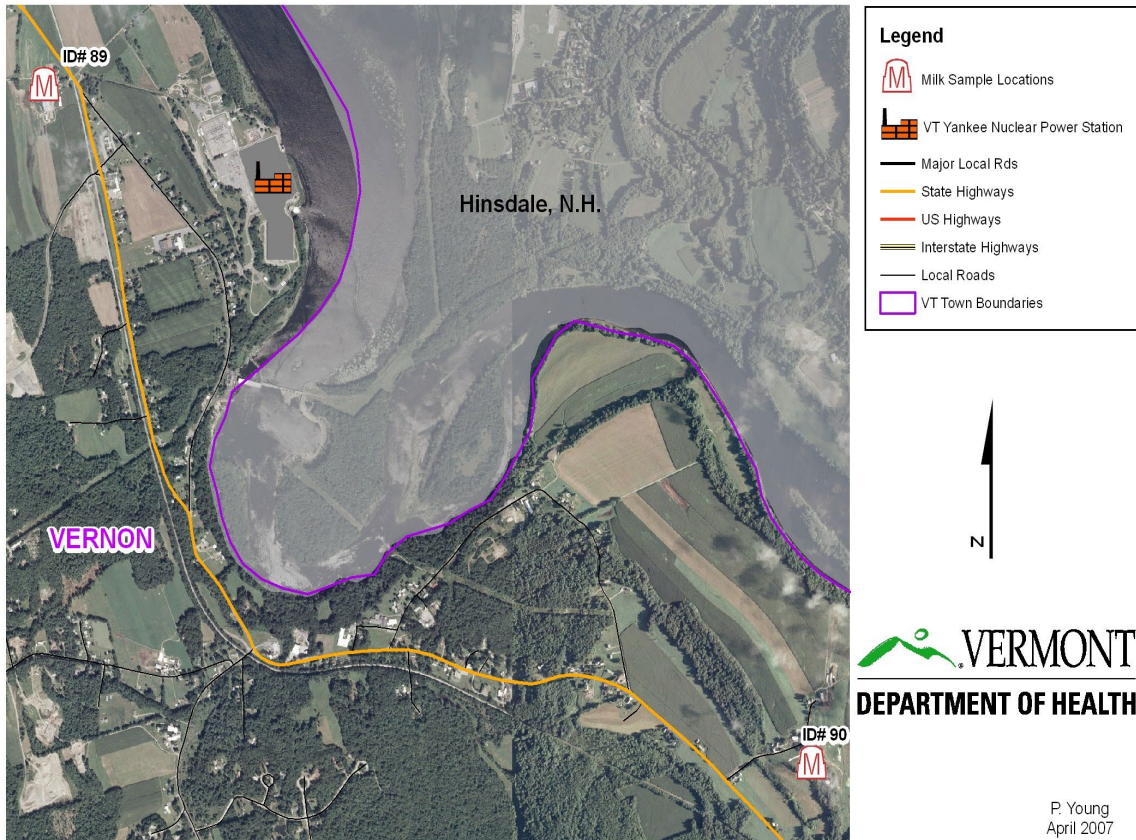 ID# 89
M
Hinsdale, N.H.
VERNON
ID# 90
M
Legend
M Milk Sample Locations
VT Yankee Nuclear Power Station
Major Local Rds
State Highways
US Highways
Interstate Highways
Local Roads
VT Town Boundaries
N
VERMONT
DEPARTMENT OF HEALTH
P. Young
April 2007